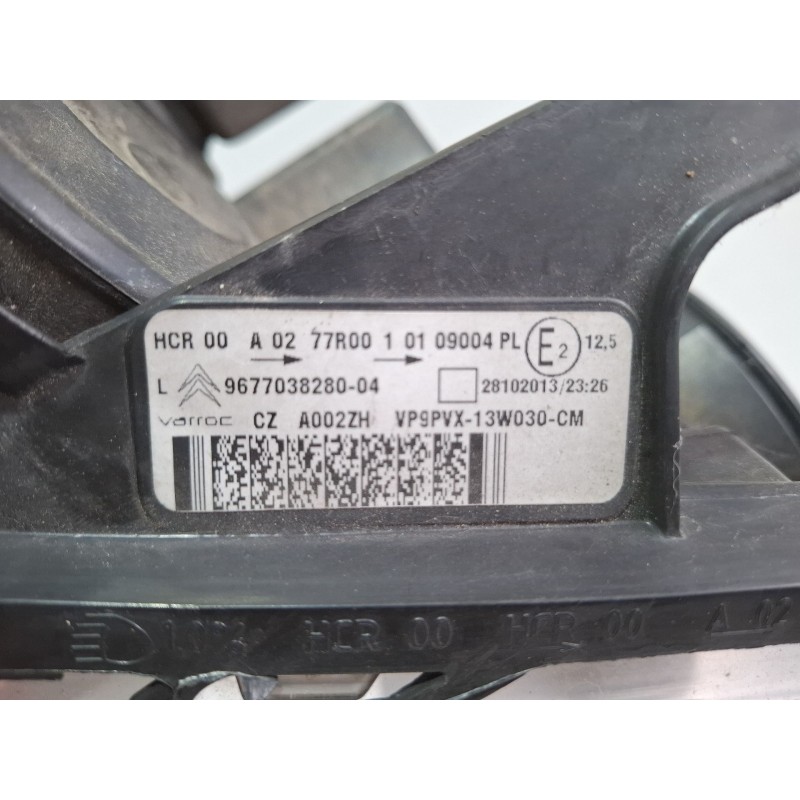 HCR 00 A 02 77R00 1 01 09004 PL E2 12,5
L 9677038280-04 28102013/23:26
varroc CZ A002ZH VP9PVX-13W030-CM
HCR 00 HCR 00 A 02